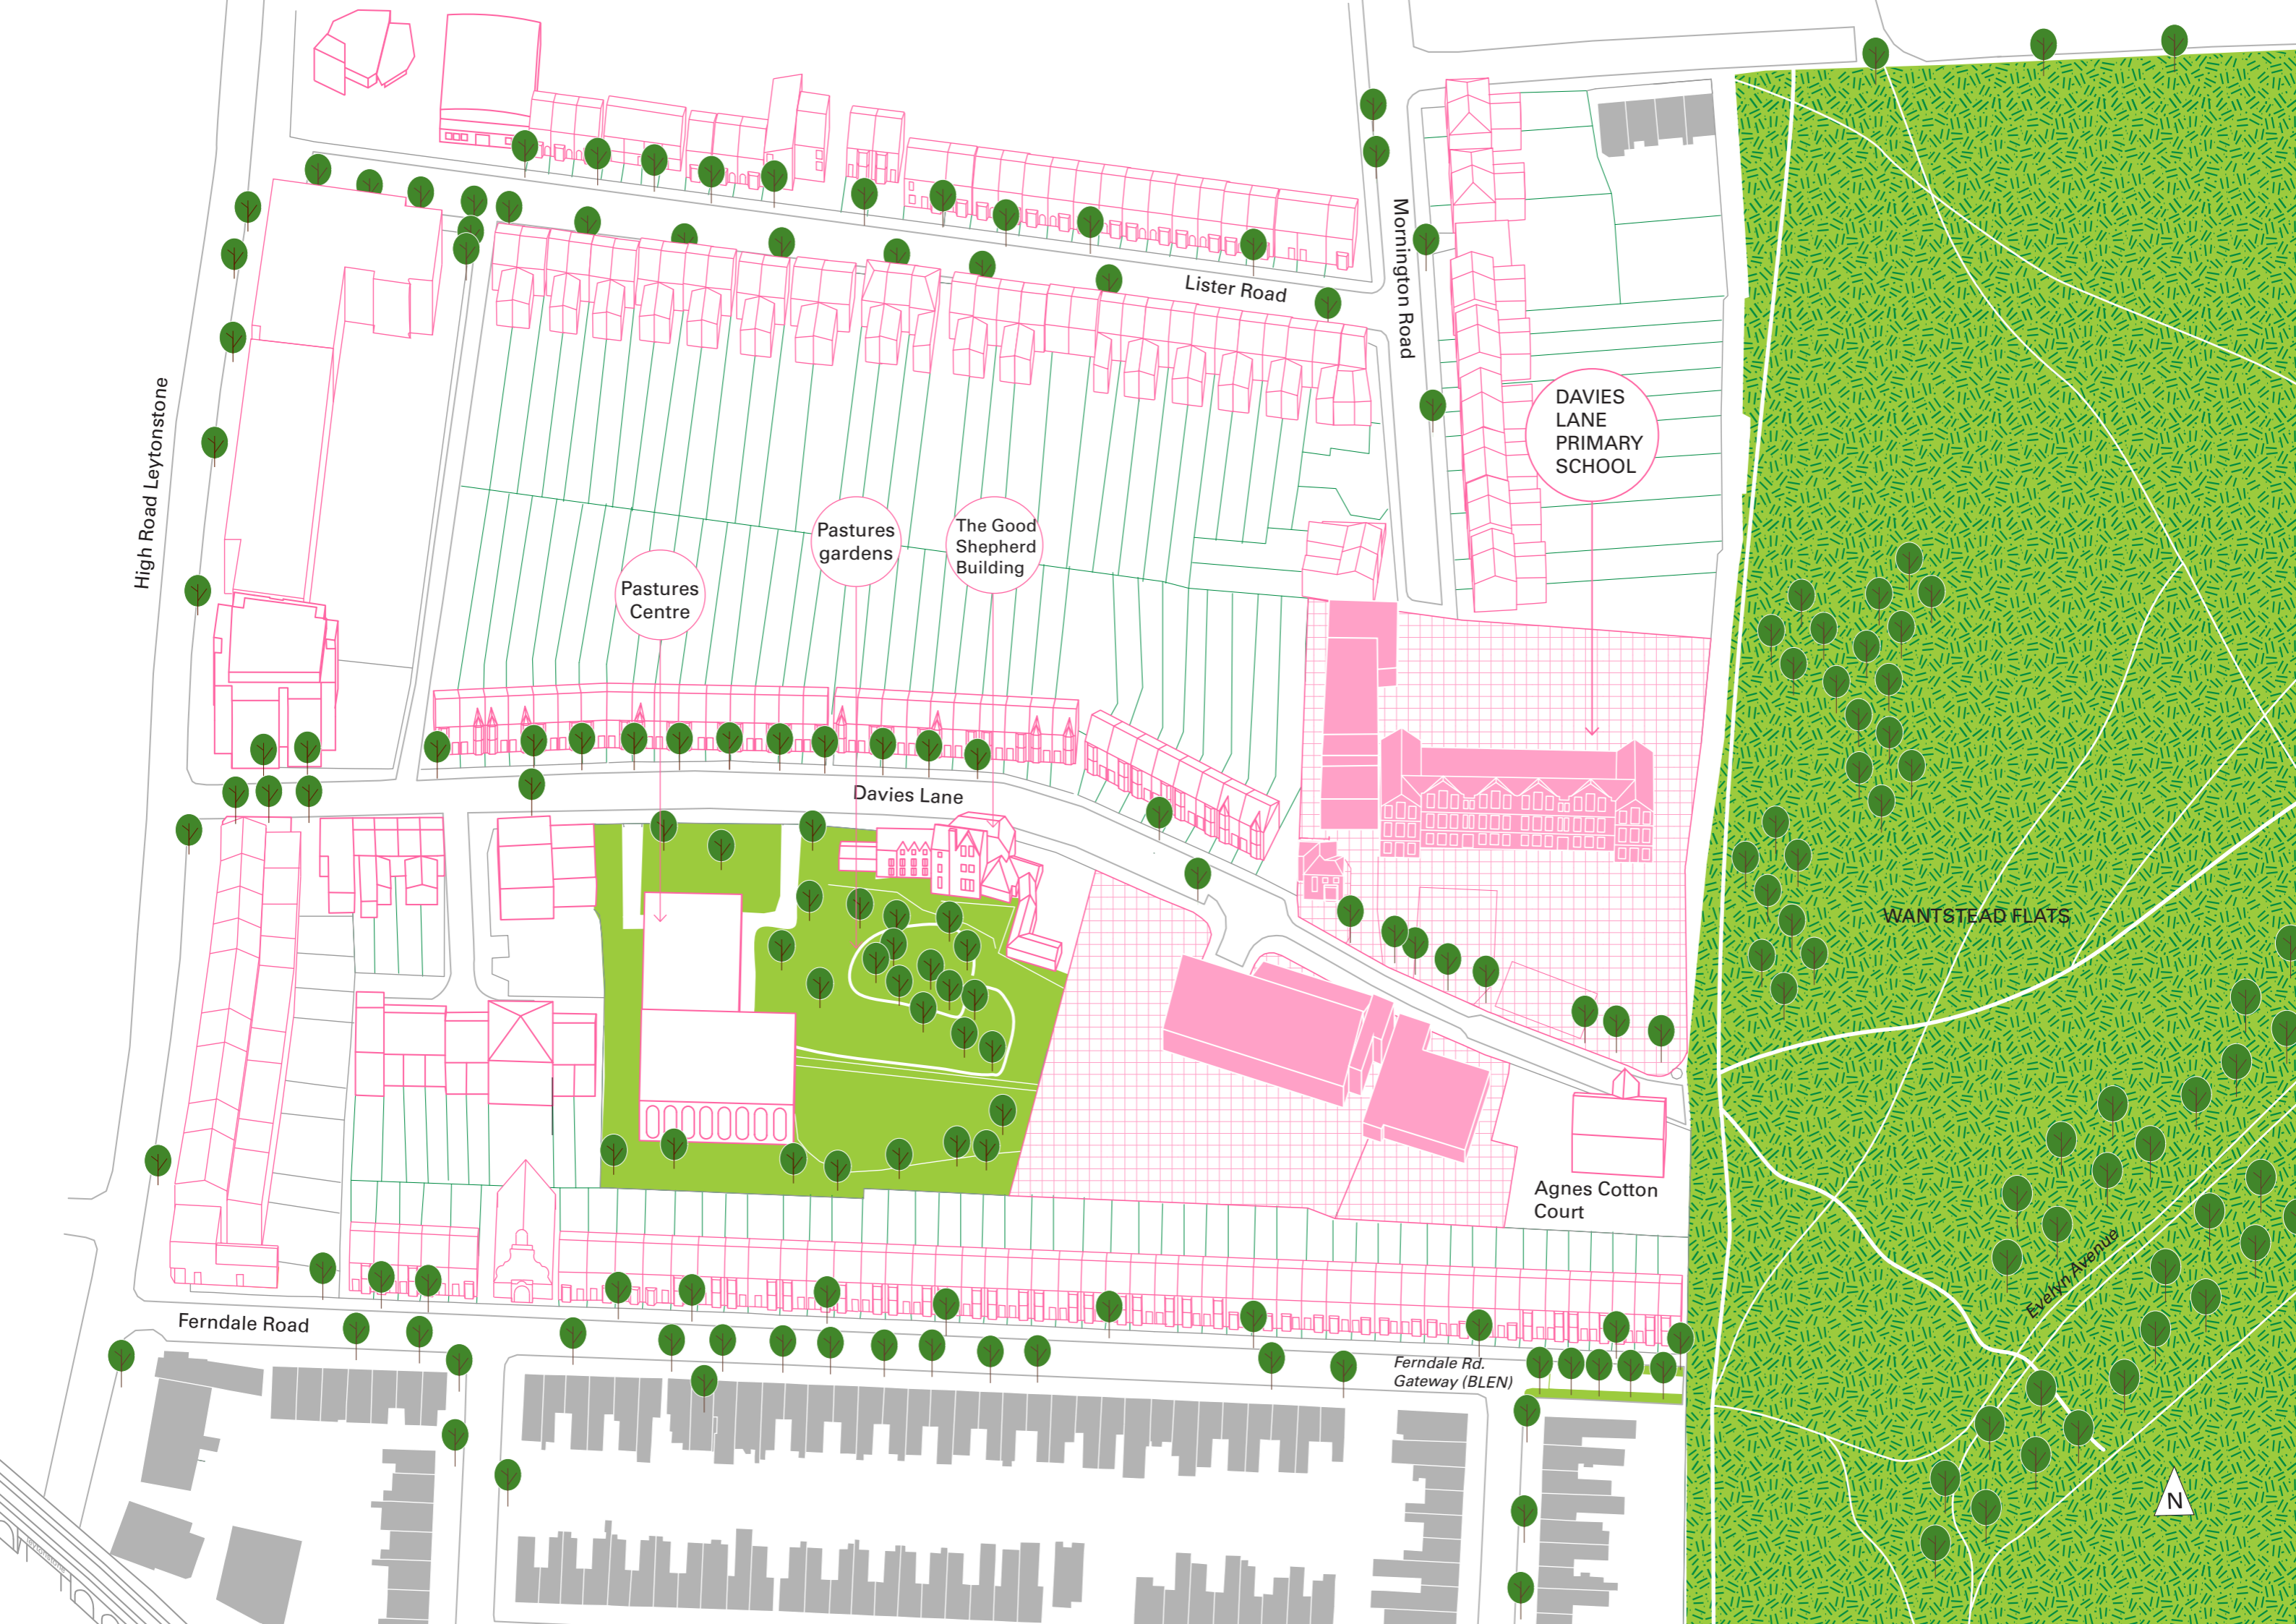 Lister Road
Mornington Road
High Road Leytonstone
DAVIES
LANE
PRIMARY
SCHOOL
Pastures
gardens
The Good
Shepherd
Building
Pastures
Centre
Davies Lane
WANTSTEAD FLATS
Agnes Cotton
Court
Evelyn Avenue
Ferndale Road
Ferndale Rd.
Gateway (BLEN)
N